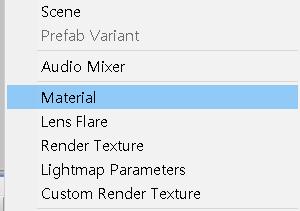 Scene
Prefab Variant
Audio Mixer
Material
Lens Flare
Render Texture
Lightmap Parameters
Custom Render Texture